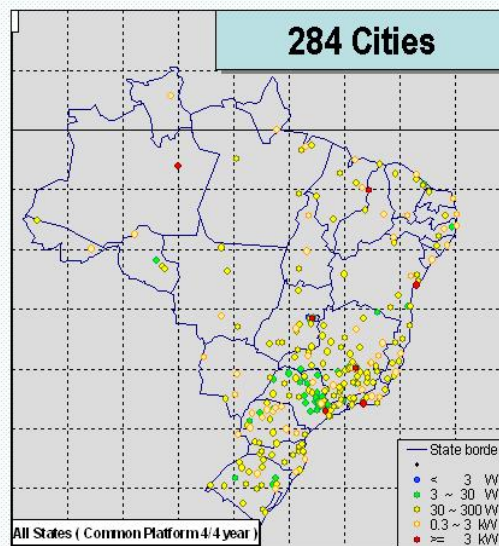 284 Cities
State borde
< 3 W
3 ~ 30 W
30 ~ 300 W
0.3 ~ 3 kW
>= 3 kW
All States ( Common Platform 4/4 year )